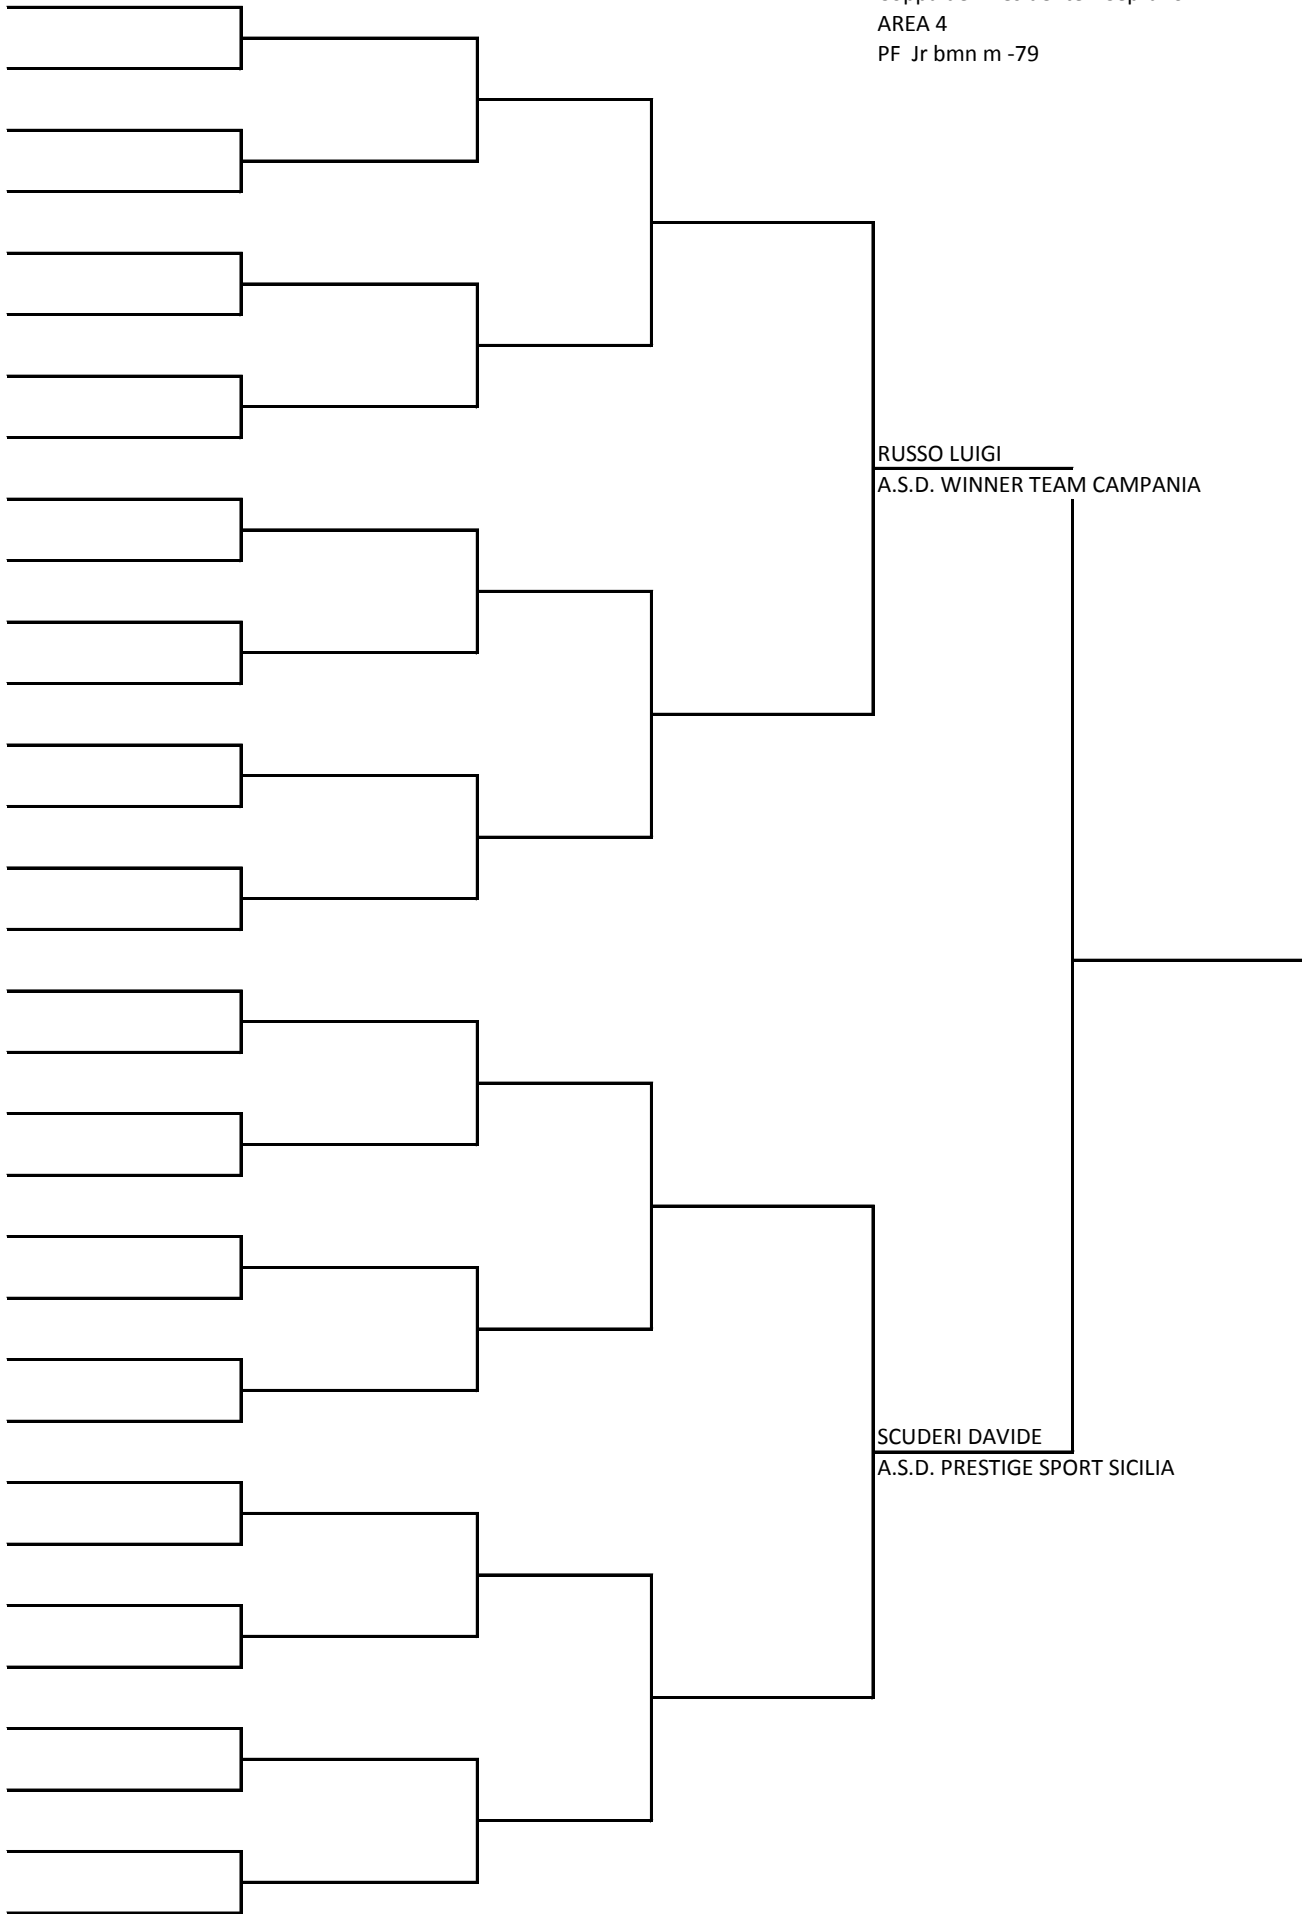 AREA 4
PF Jr bmn m -79
RUSSO LUIGI
A.S.D. WINNER TEAM CAMPANIA
SCUDERI DAVIDE
A.S.D. PRESTIGE SPORT SICILIA